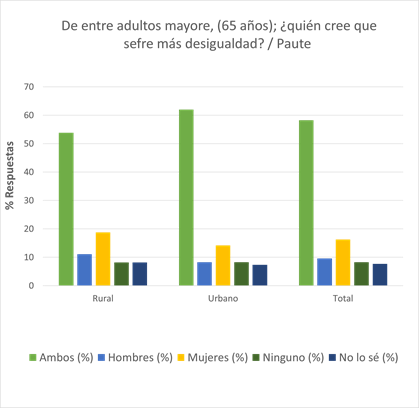 De entre adultos mayore, (65 años); ¿quién cree que
sefre más desigualdad? / Paute
% Respuestas
70
60
50
40
30
20
10
0
Rural Urbano Total
Ambos (%) Hombres (%) Mujeres (%) Ninguno (%) No lo sé (%)